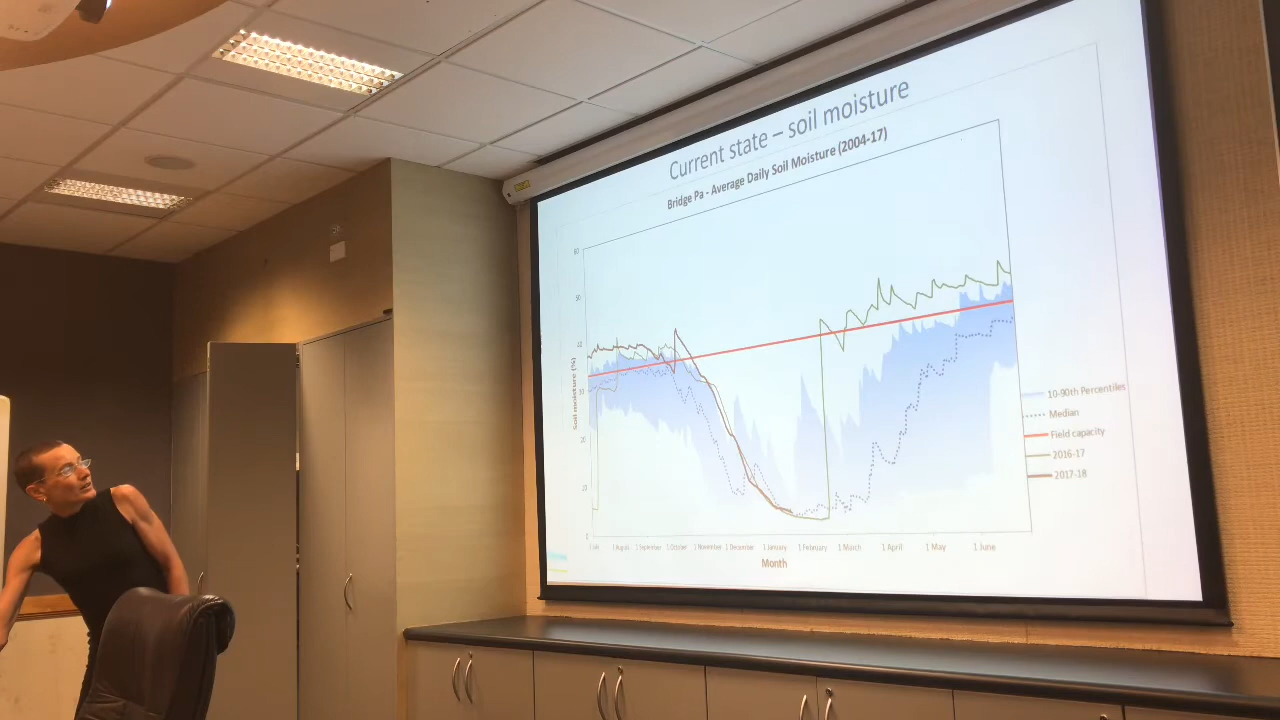 Current state – soil moisture
Bridge Pa - Average Daily Soil Moisture (2004-17)
Soil moisture (%)
1 August
1 September
1 October
1 November
1 December
1 January
1 February
1 March
1 April
1 May
1 June
Month
10-90th Percentiles
Median
Field capacity
2016-17
2017-18